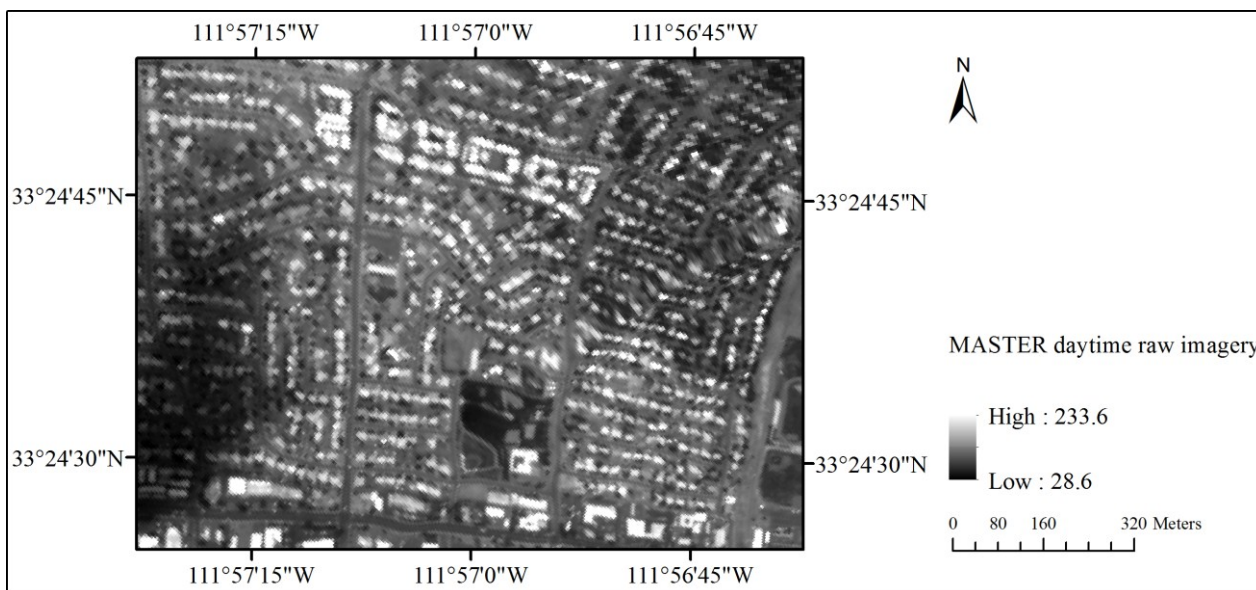 111°57'15"W 111°57'0"W 111°56'45"W
N
33°24'45"N 33°24'45"N
MASTER daytime raw imagery
High : 233.6
33°24'30"N 33°24'30"N
Low : 28.6
0 80 160 320 Meters
111°57'15"W 111°57'0"W 111°56'45"W